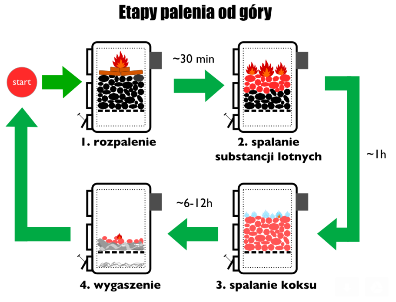 Etapy palenia od góry
start
~30 min
1. rozpalenie
2. spalanie
substancji lotnych
~1h
~6-12h
4. wygaszenie
3. spalanie koksu